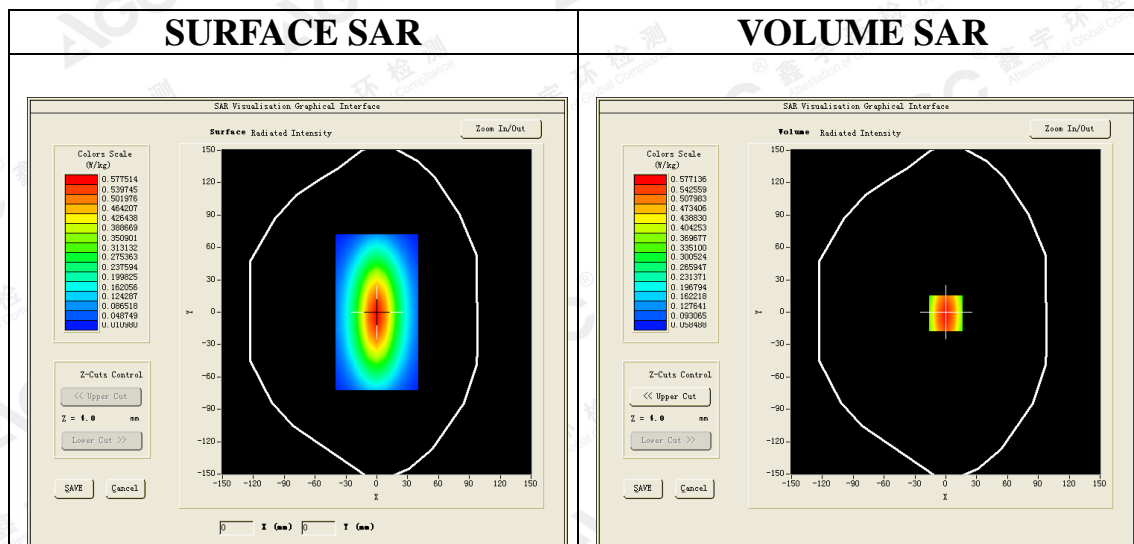 SURFACE SAR
VOLUME SAR
SAR Visualisation Graphical Interface
Surface Radiated Intensity
Zoom In/Out
Colors Scale
(W/kg)
0.577514
0.539745
0.501976
0.464207
0.426438
0.388669
0.350901
0.313132
0.275363
0.237594
0.199825
0.162056
0.124287
0.086518
0.048749
0.010980
Z-Cuts Control
<< Upper Cut
Z = 4.0 mm
Lower Cut >>
SAVE Cancel
150
120
90
60
30
0
-30
-60
-90
-120
-150
Y
-150 -120 -90 -60 -30 0 30 60 90 120 150
X
0 X (mm) 0 Y (mm)
SAR Visualisation Graphical Interface
Volume Radiated Intensity
Zoom In/Out
Colors Scale
(W/kg)
0.577136
0.542559
0.507983
0.473406
0.438830
0.404253
0.369677
0.335100
0.300524
0.265947
0.231371
0.196794
0.162218
0.127641
0.093065
0.058488
Z-Cuts Control
<< Upper Cut
Z = 4.0 mm
Lower Cut >>
SAVE Cancel
150
120
90
60
30
0
-30
-60
-90
-120
-150
Y
-150 -120 -90 -60 -30 0 30 60 90 120 150
X